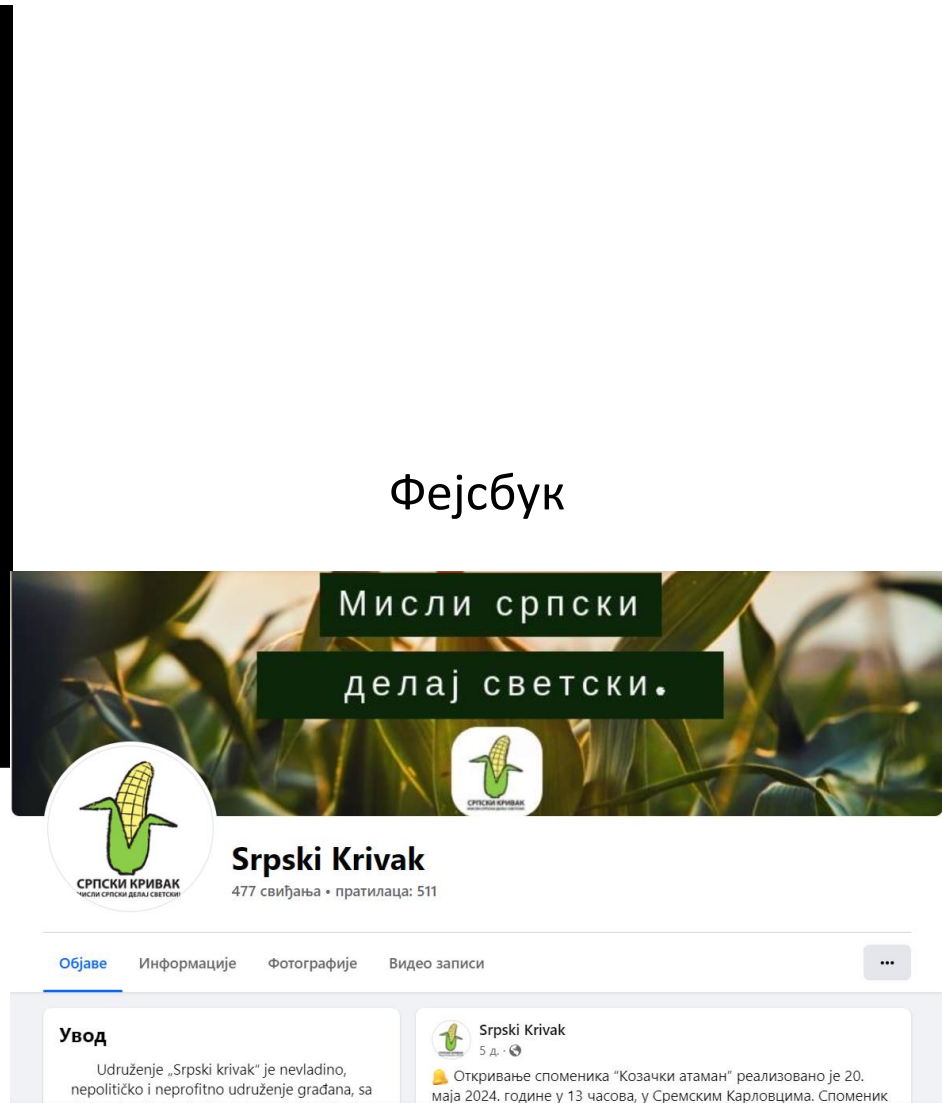 Фејсбук
Мисли српски
делај светски.
СРПСКИ КРИВАК
СРПСКИ КРИВАК
МИСЛИ СРПСКИ ДЕЛАЈ СВЕТСКИ!
Srpski Krivak
477 свиђања • пратилаца: 511
Објаве Информације Фотографије Видео записи
Увод
Udruženje „Srpski krivak“ je nevladino,
nepolitičko i neprofitno udruženje građana, sa
Srpski Krivak
5 д. ·
Откривање споменика “Козачки атаман” реализовано је 20.
маја 2024. године у 13 часова, у Сремским Карловцима. Споменик